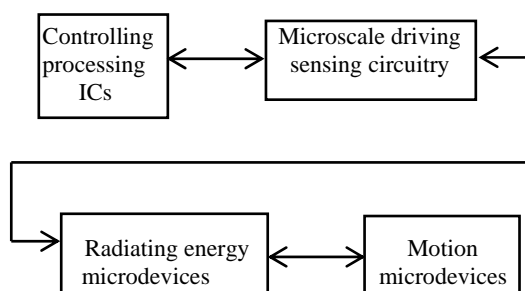 Controlling
processing
ICs
Microscale driving
sensing circuitry
Radiating energy
microdevices
Motion
microdevices